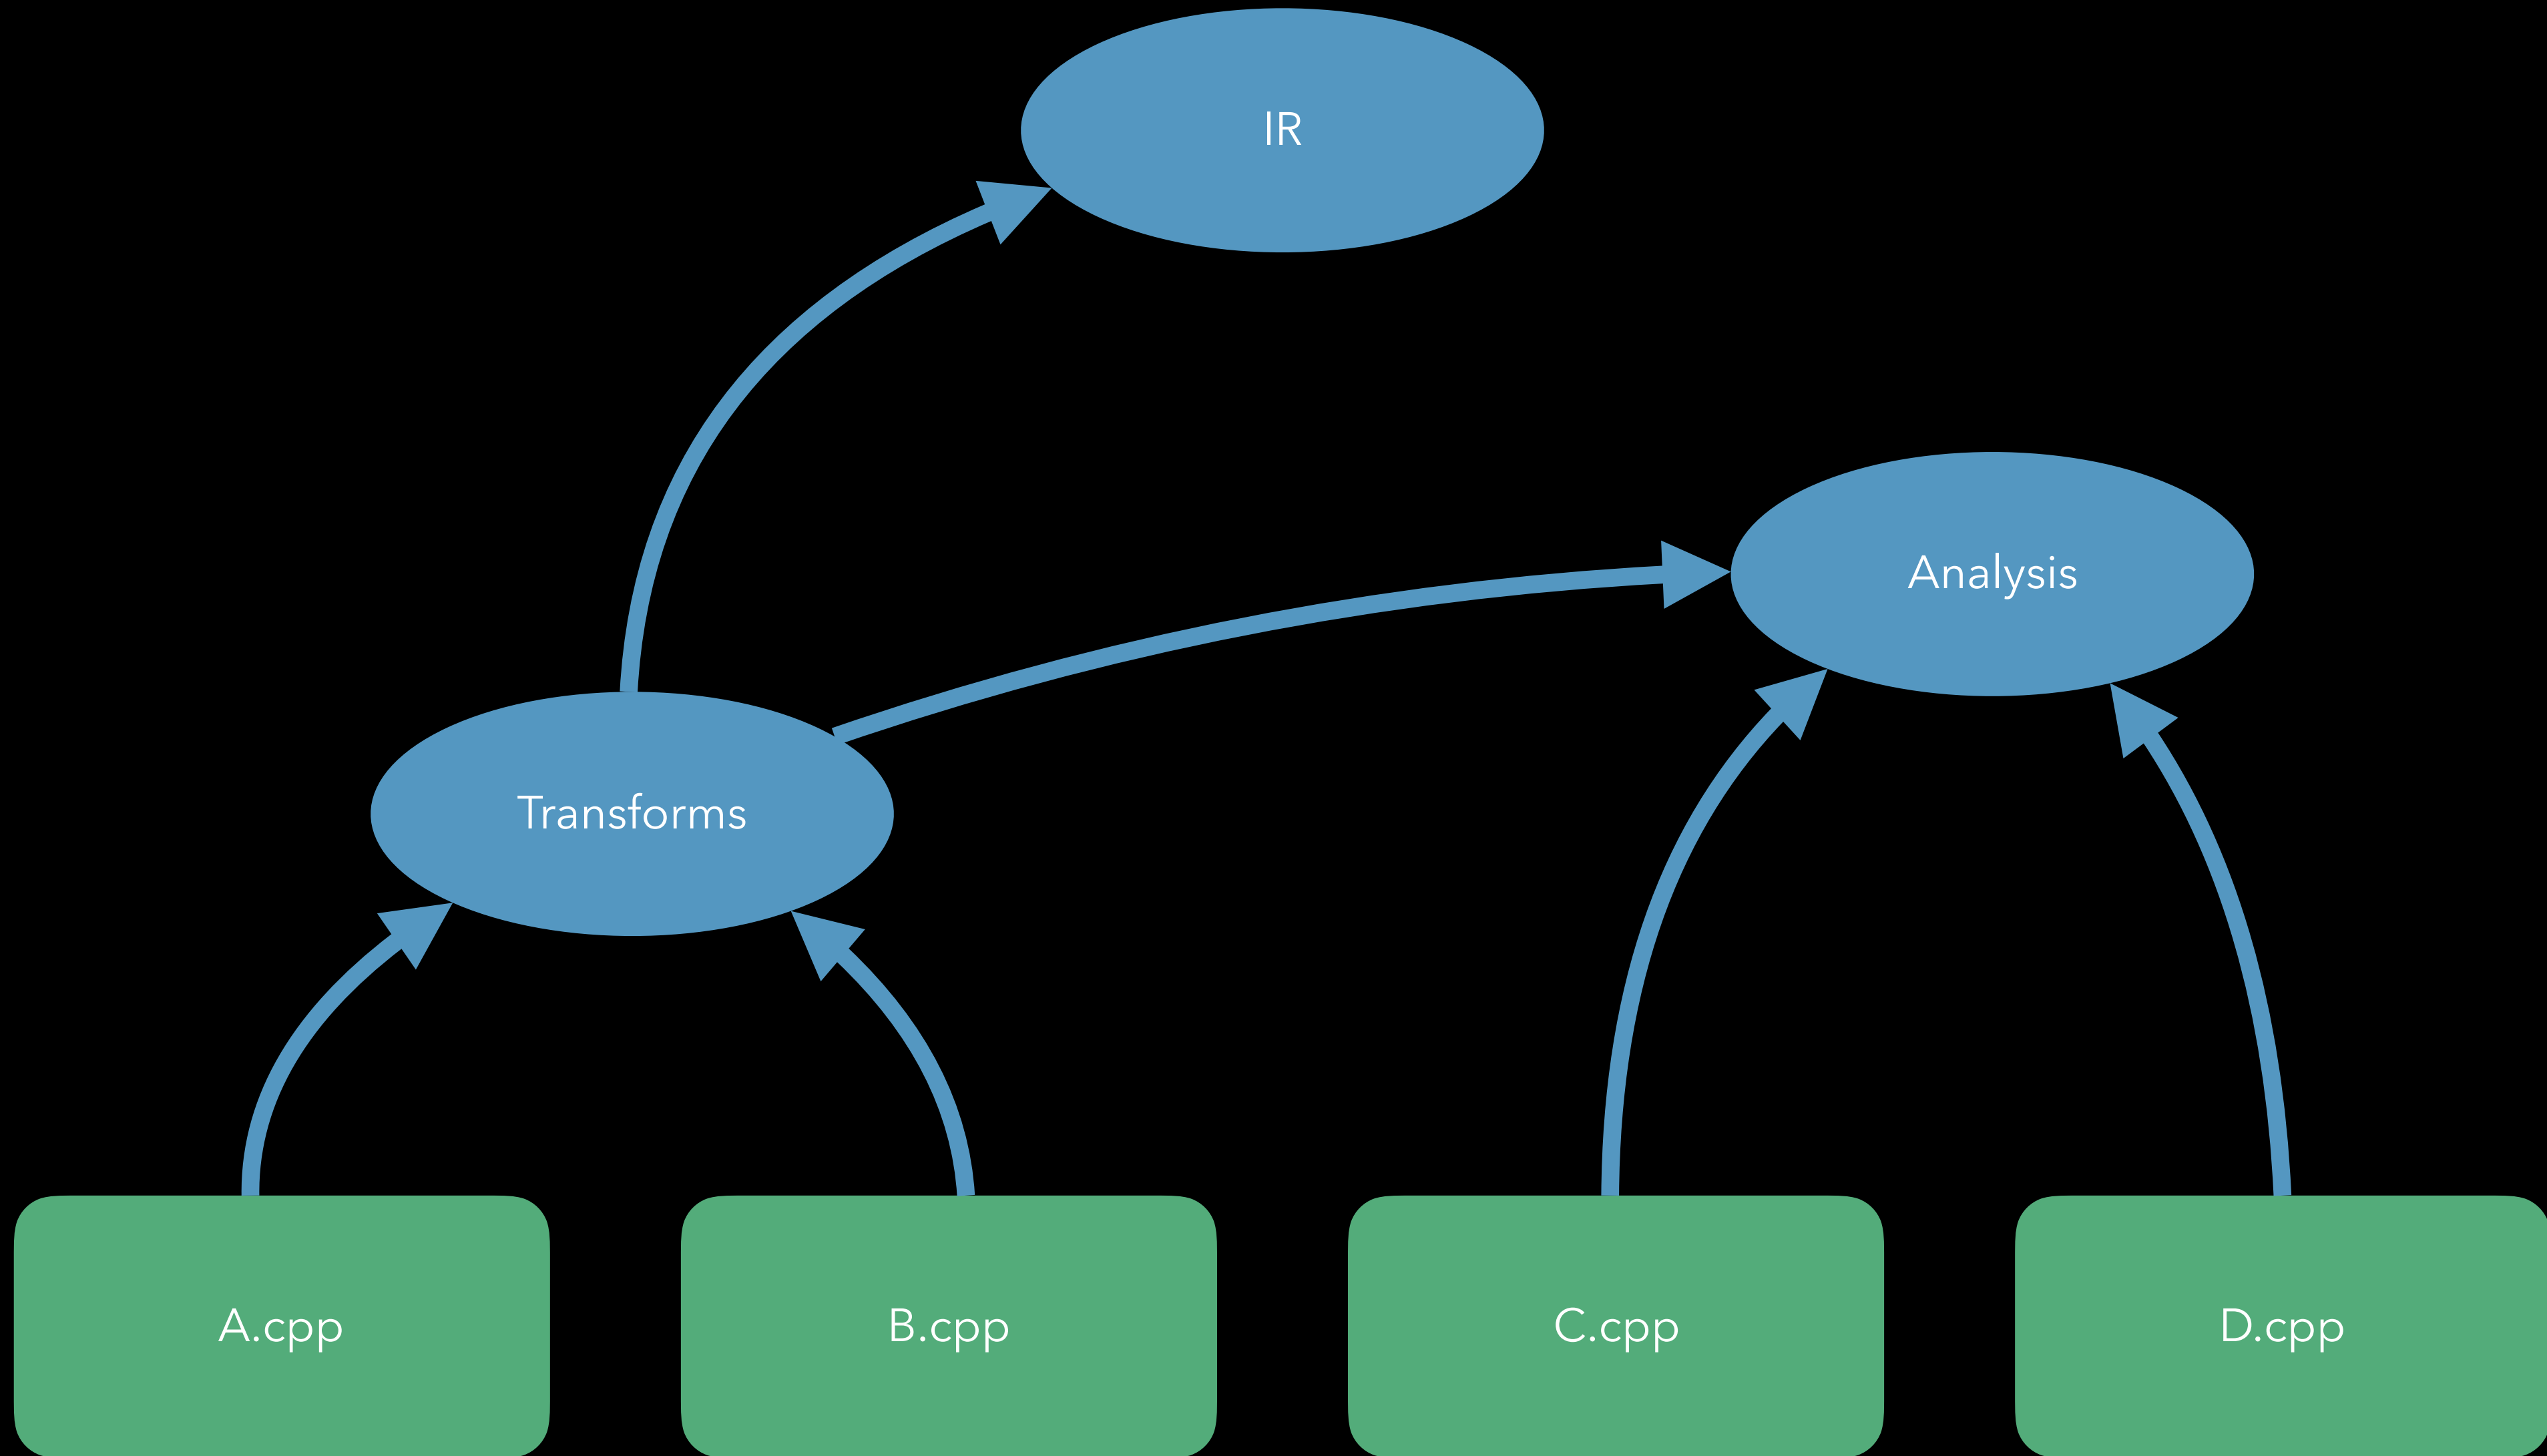 IR
Analysis
Transforms
A.cpp
B.cpp
C.cpp
D.cpp